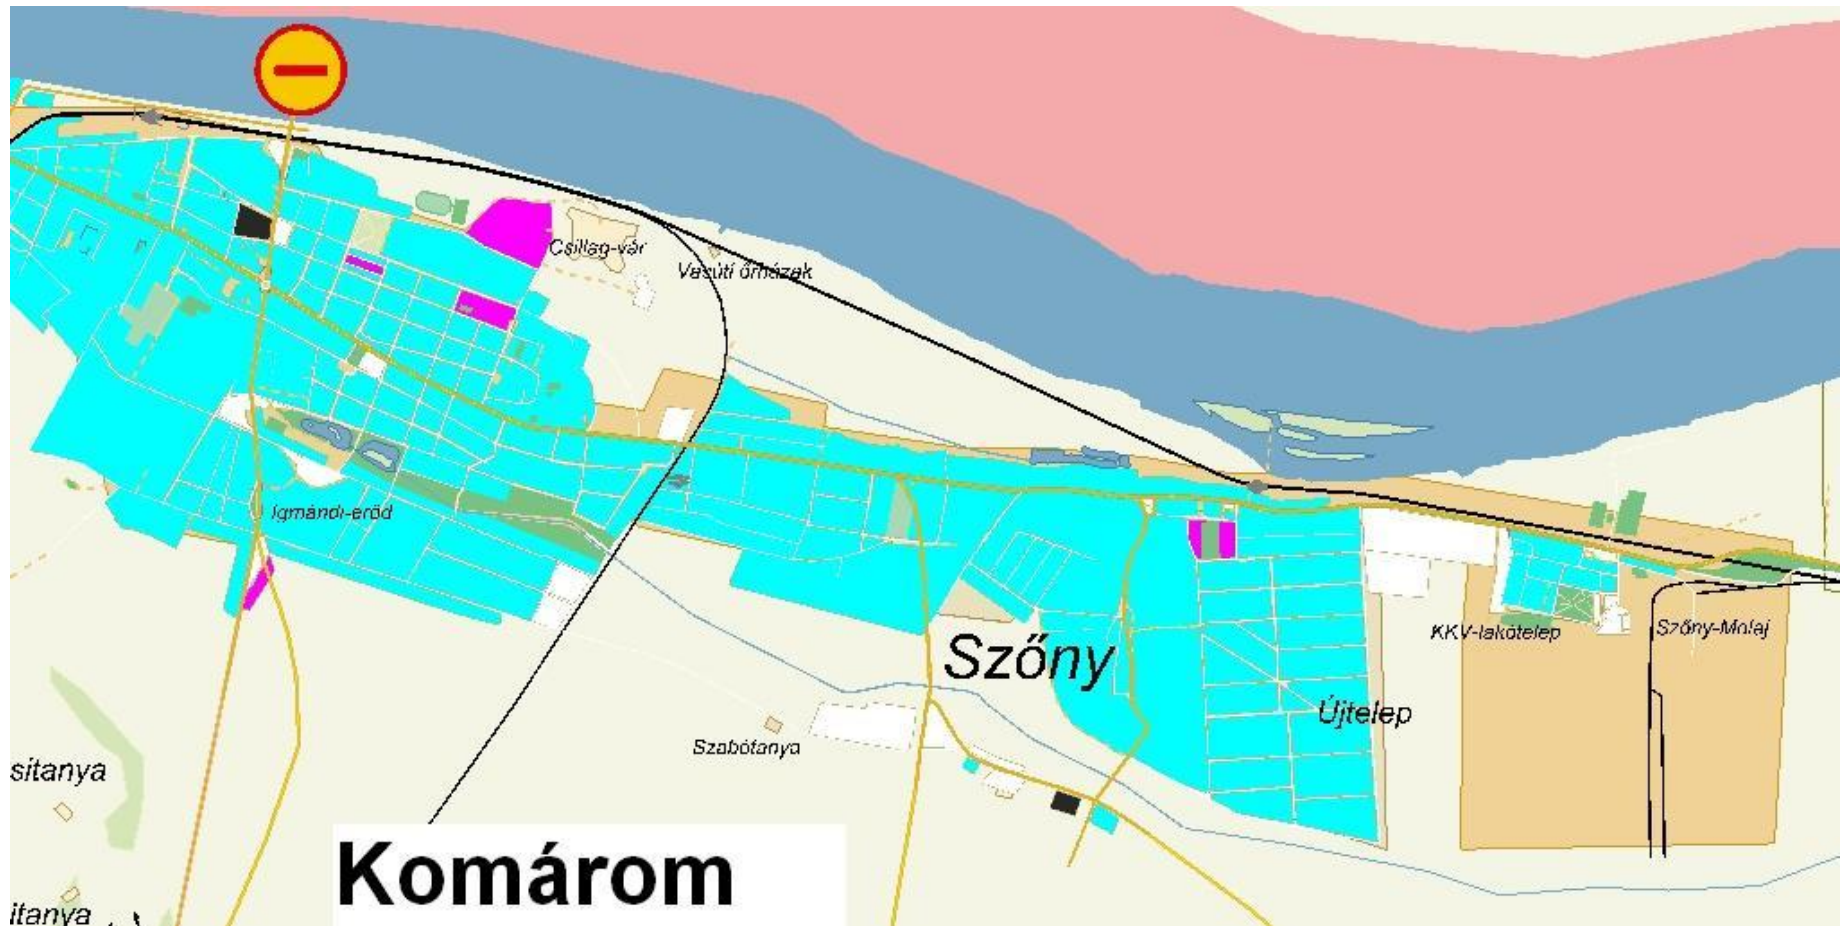 Csillag-vár
Vasúti őrházak
Igmándi-erőd
KKV-lakótelep
Szőny-Molaj
Szőny
Újtelep
Szabótanya
sitanya
Komárom
itanya